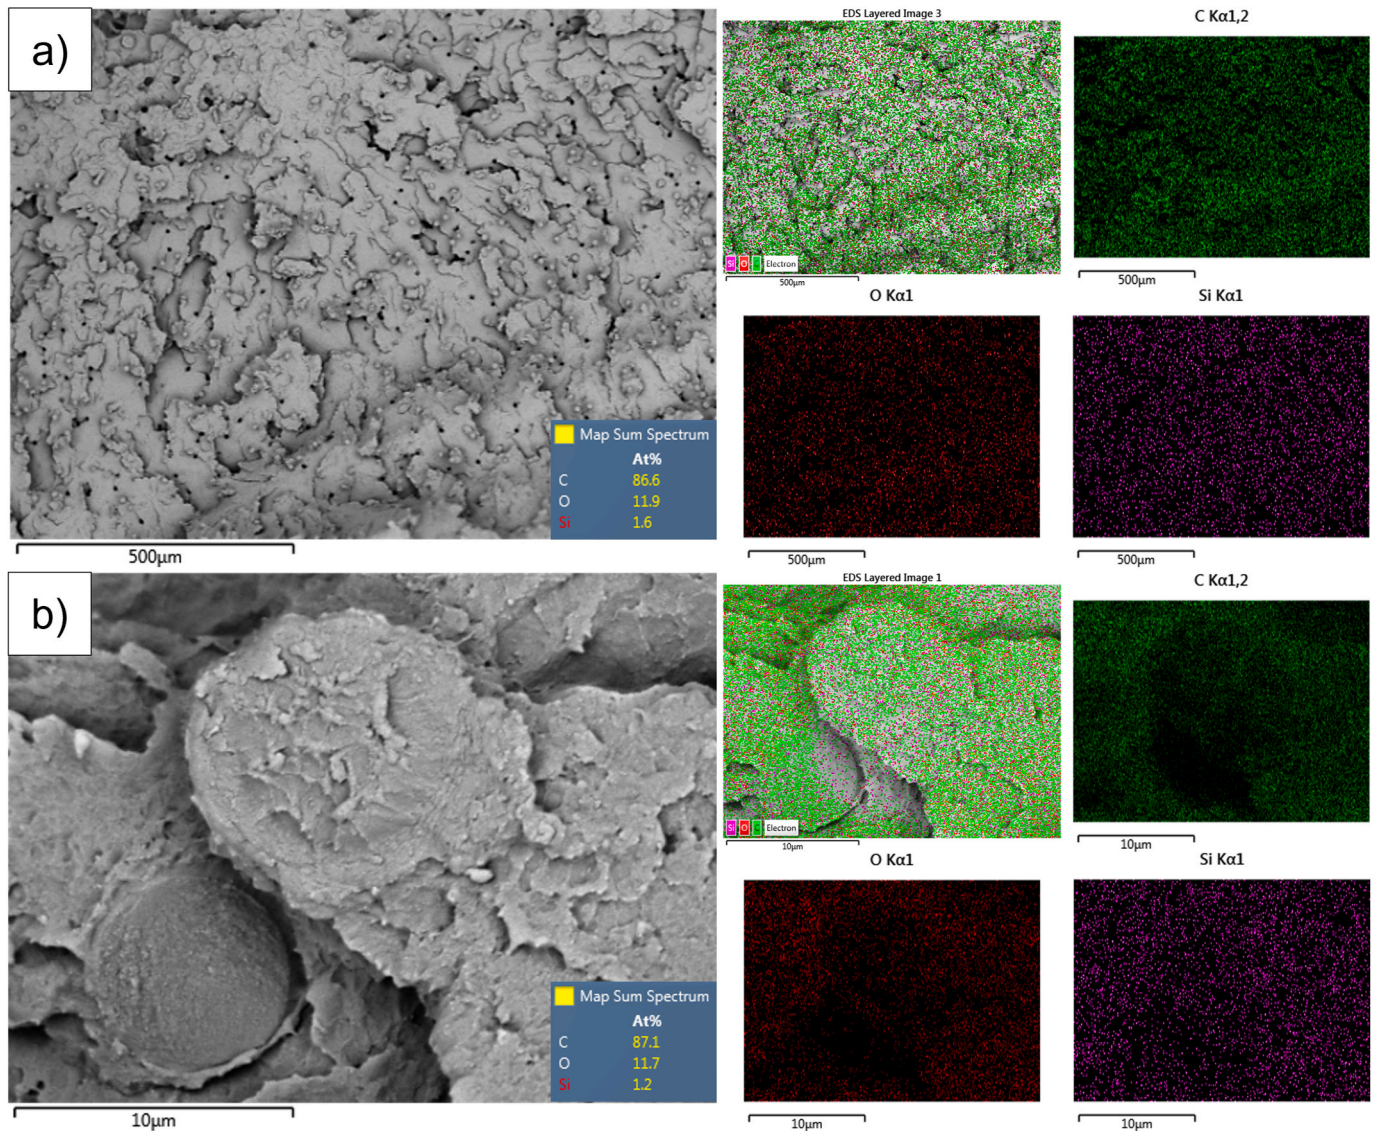 a)
Map Sum Spectrum
At%
C 86.6
O 11.9
Si 1.6
500μm
EDS Layered Image 3
Si O C Electron
500μm
C Kα1,2
500μm
O Kα1
500μm
Si Kα1
500μm
b)
Map Sum Spectrum
At%
C 87.1
O 11.7
Si 1.2
10μm
EDS Layered Image 1
Si O C Electron
10μm
C Kα1,2
10μm
O Kα1
10μm
Si Kα1
10μm